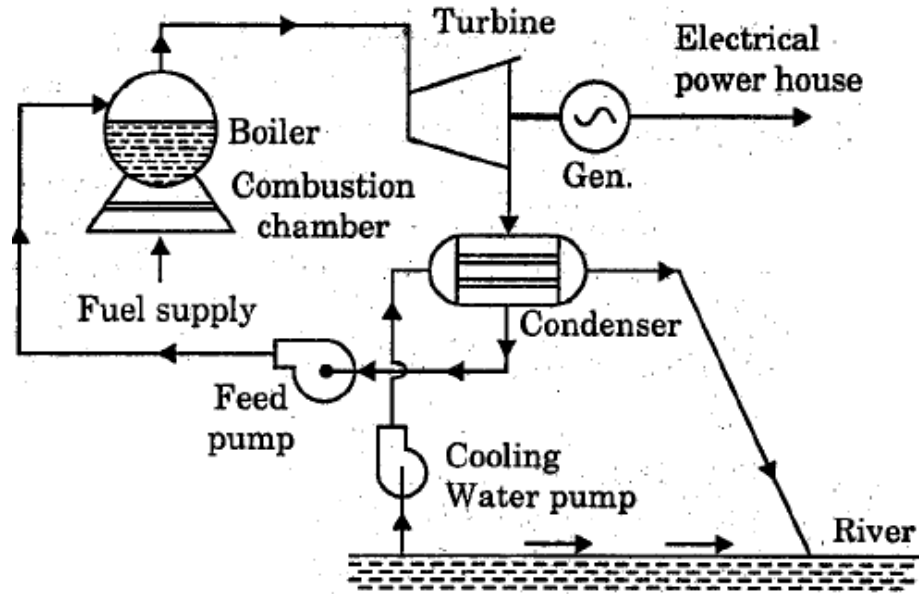 Turbine
Electrical
power house
Boiler
Gen.
Combustion
chamber
Fuel supply
Condenser
Feed
pump
Cooling
Water pump
River